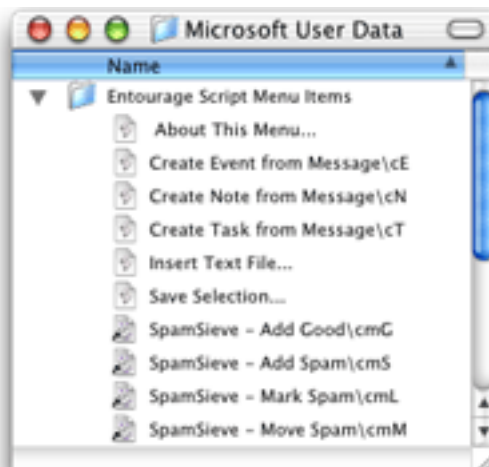 Microsoft User Data
Name
Entourage Script Menu Items
About This Menu...
Create Event from Message\cE
Create Note from Message\cN
Create Task from Message\cT
Insert Text File...
Save Selection...
SpamSieve – Add Good\cmG
SpamSieve – Add Spam\cmS
SpamSieve – Mark Spam\cmL
SpamSieve – Move Spam\cmM